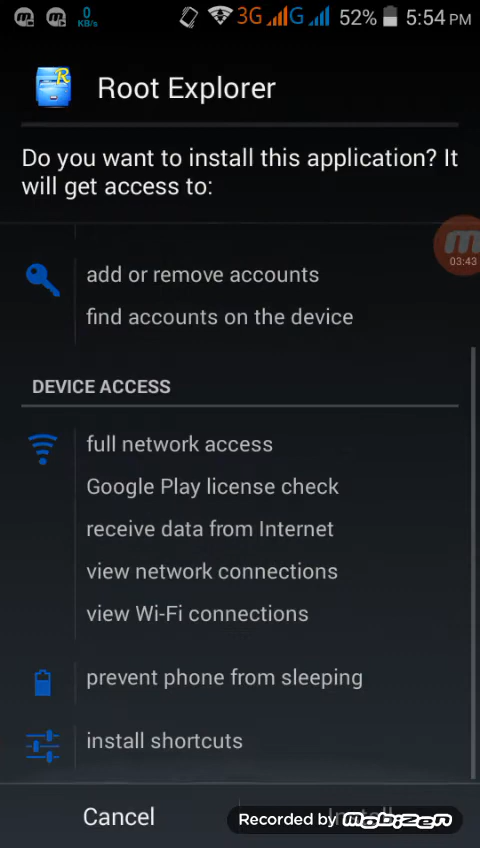 0
KB/s
3G
G
52%
5:54 PM
R
Root Explorer
Do you want to install this application? It
will get access to:
m
03:43
add or remove accounts
find accounts on the device
DEVICE ACCESS
full network access
Google Play license check
receive data from Internet
view network connections
view Wi-Fi connections
prevent phone from sleeping
install shortcuts
Cancel
Install
Recorded by mobizen